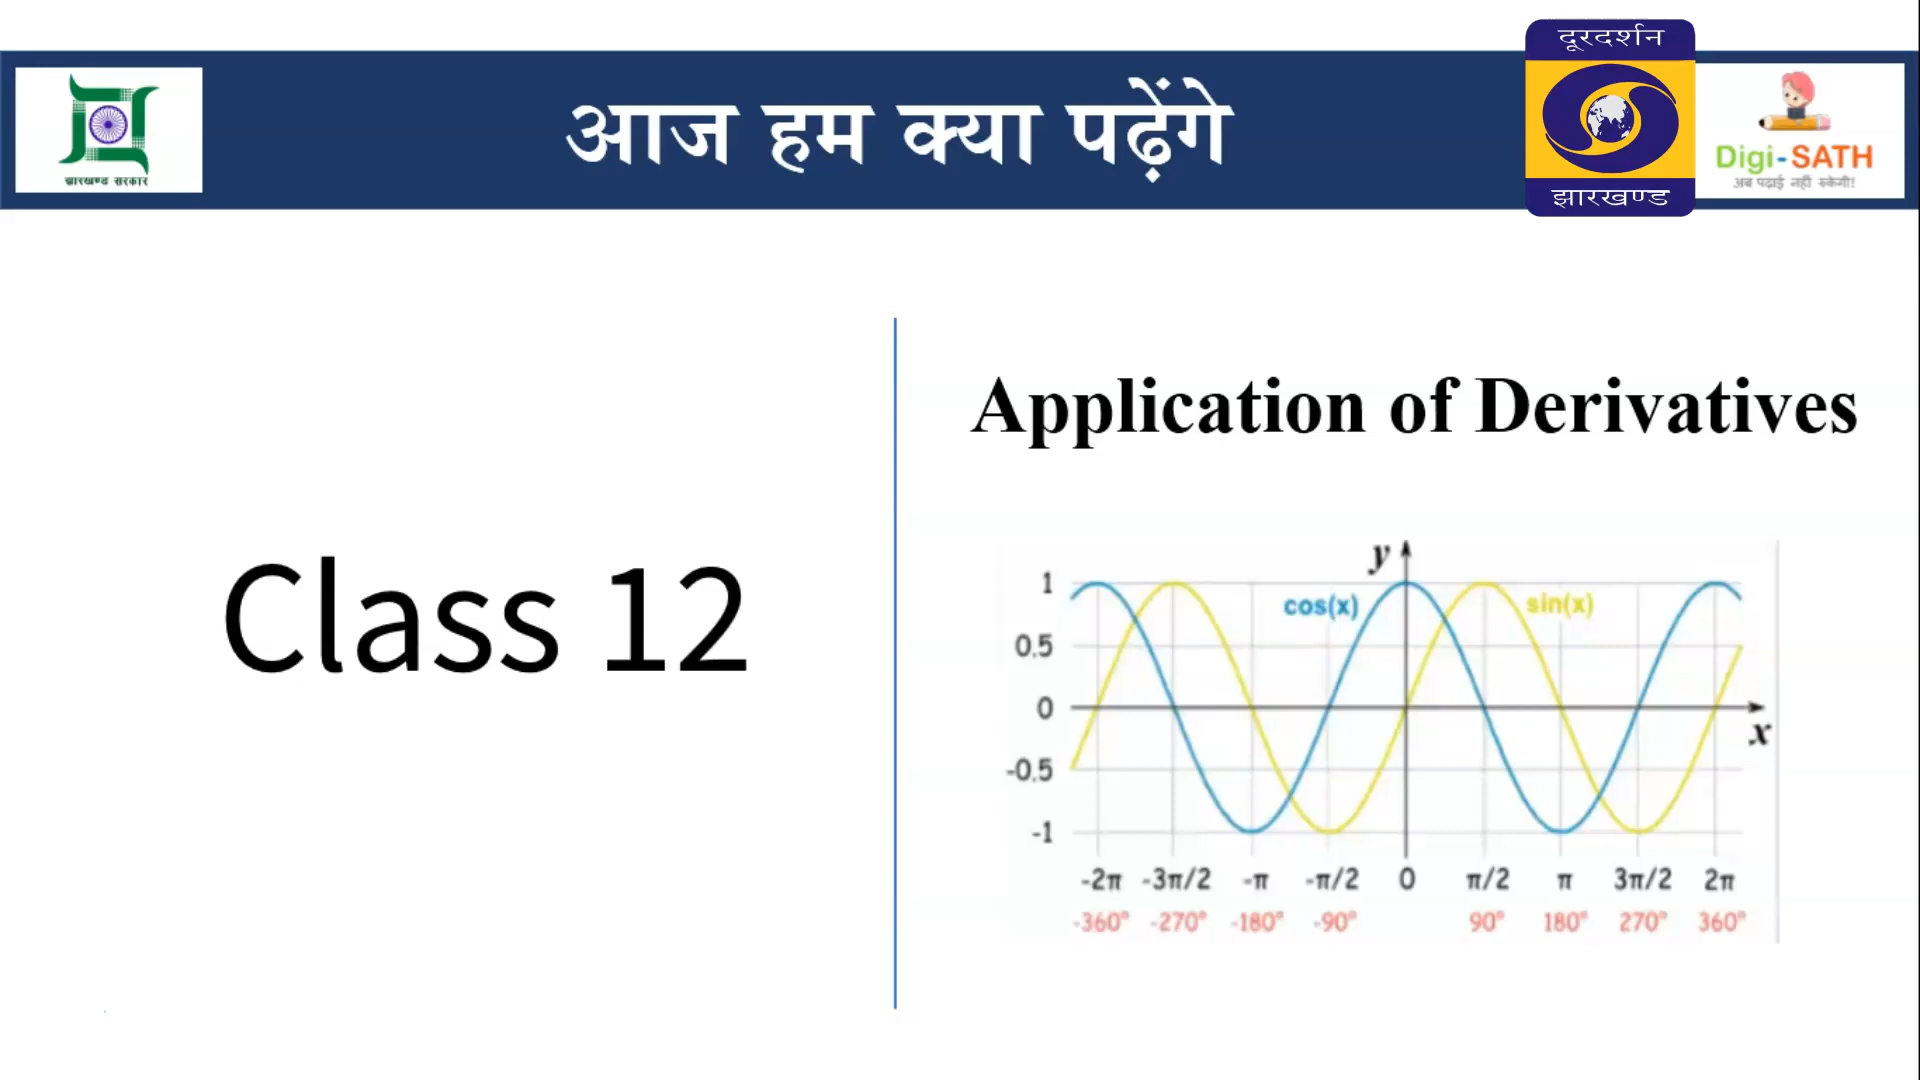 दूरदर्शन
झारखण्ड सरकार
आज हम क्या पढ़ेंगे
झारखण्ड
Digi-SATH
अब पढ़ाई नहीं रुकेगी!
Class 12
Application of Derivatives
y
1
cos(x)
sin(x)
0.5
0
x
-0.5
-1
-2π -3π/2 -π -π/2 0 π/2 π 3π/2 2π
-360° -270° -180° -90° 90° 180° 270° 360°